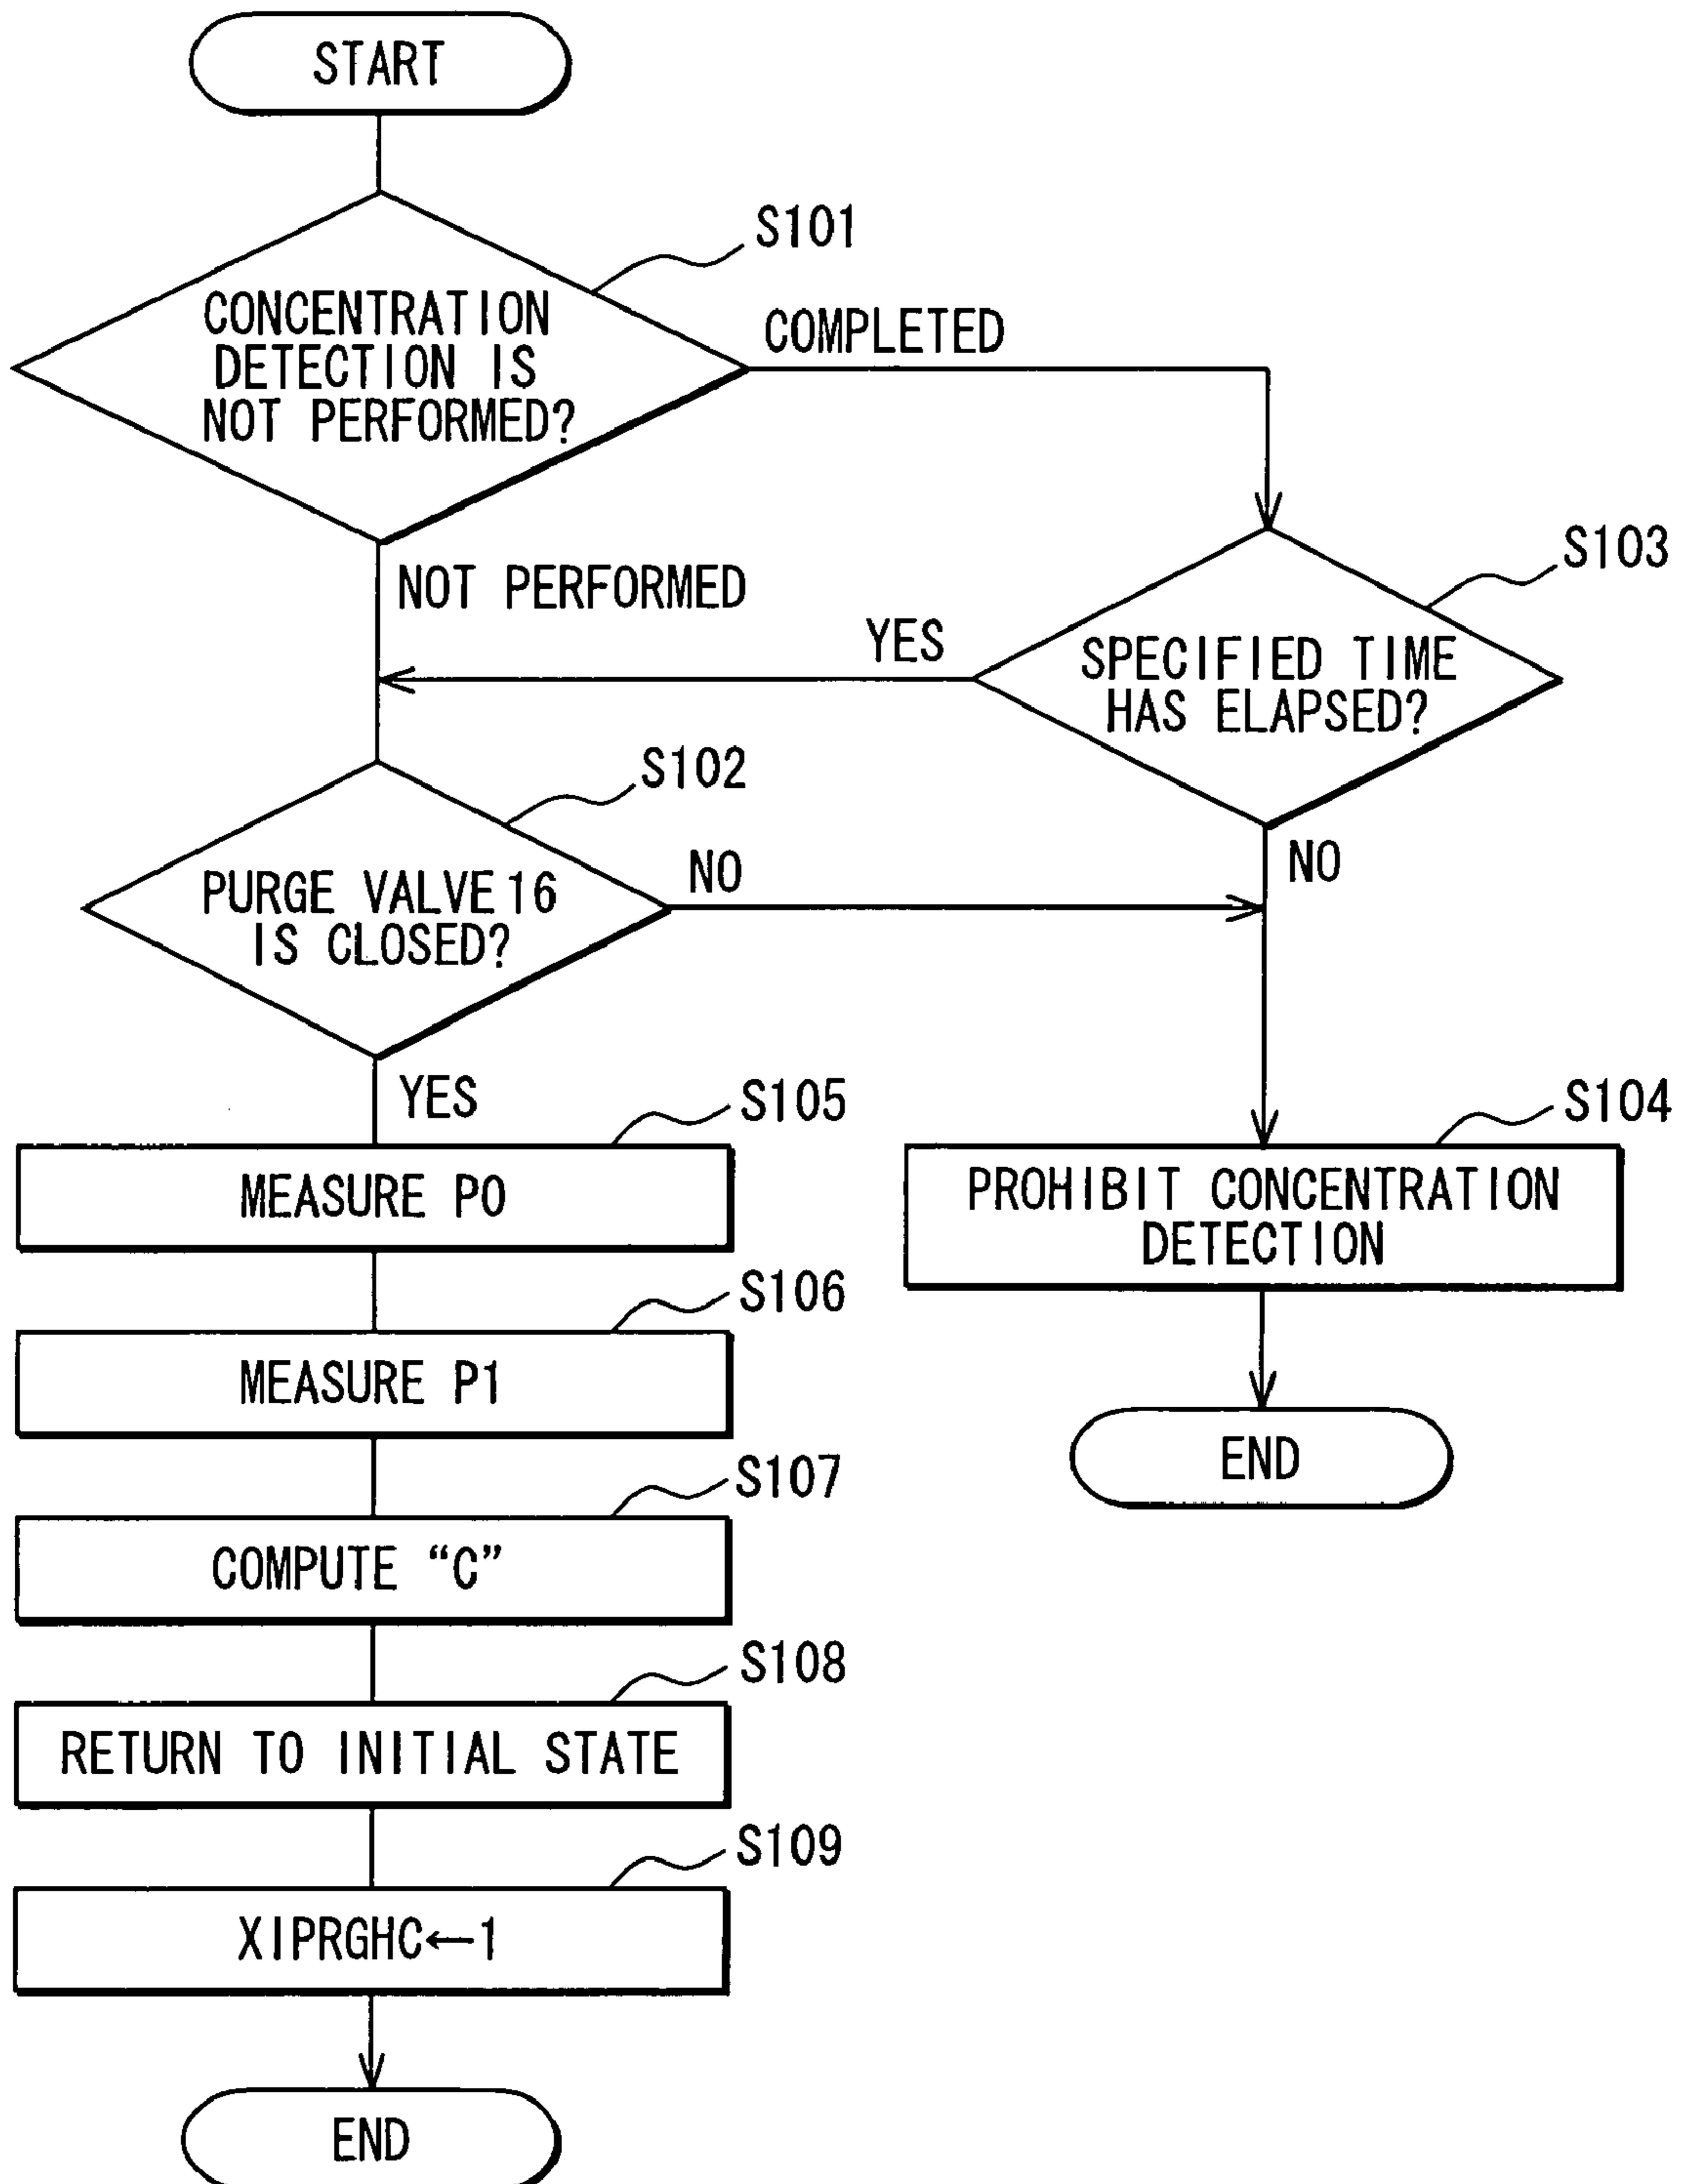 START
S101
CONCENTRATION
DETECTION IS
NOT PERFORMED?
COMPLETED
NOT PERFORMED
S103
YES
SPECIFIED TIME
HAS ELAPSED?
S102
NO
NO
PURGE VALVE 16
IS CLOSED?
YES
S105
S104
MEASURE P0
PROHIBIT CONCENTRATION
DETECTION
S106
MEASURE P1
END
S107
COMPUTE “C”
S108
RETURN TO INITIAL STATE
S109
XIPRGHC←1
END